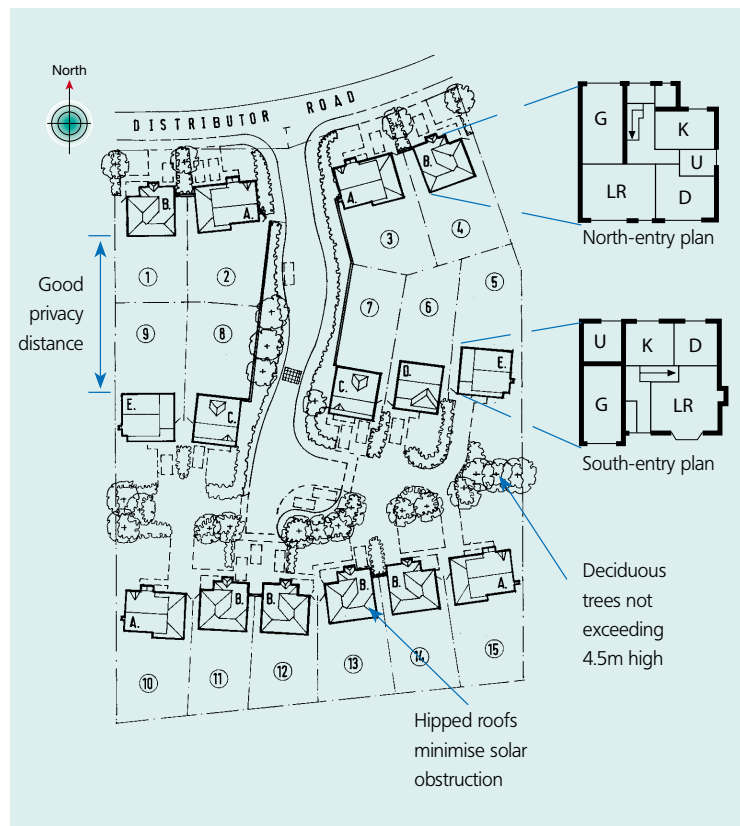 North
DISTRIBUTOR ROAD
G
K
U
LR
D
North-entry plan
B.
A.
A.
B.
3
4
1
2
5
7
6
9
8
Good
privacy
distance
U
K
D
G
LR
South-entry plan
E.
C.
C.
D.
E.
A.
B.
B.
B.
B.
A.
10
11
12
13
14
15
Deciduous
trees not
exceeding
4.5m high
Hipped roofs
minimise solar
obstruction